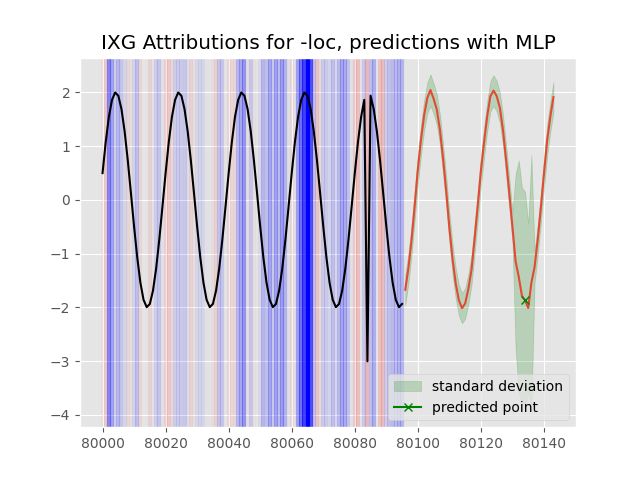 IXG Attributions for -loc, predictions with MLP
2
1
0
−1
−2
−3
−4
standard deviation
predicted point
80000 80020 80040 80060 80080 80100 80120 80140